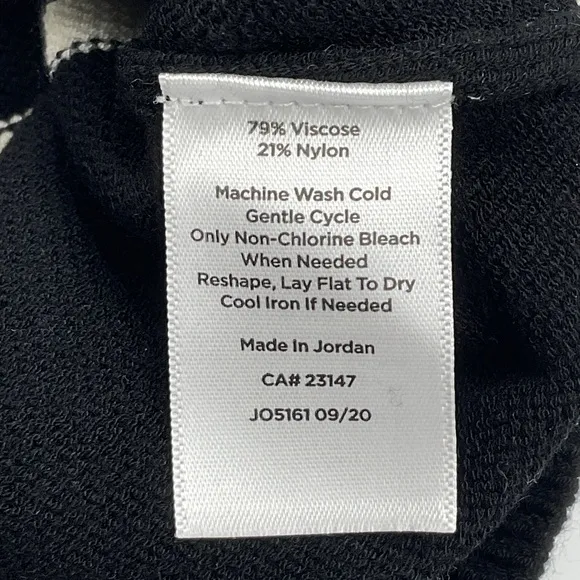 79% Viscose
21% Nylon
Machine Wash Cold
Gentle Cycle
Only Non-Chlorine Bleach
When Needed
Reshape, Lay Flat To Dry
Cool Iron If Needed
Made In Jordan
CA# 23147
JO5161 09/20